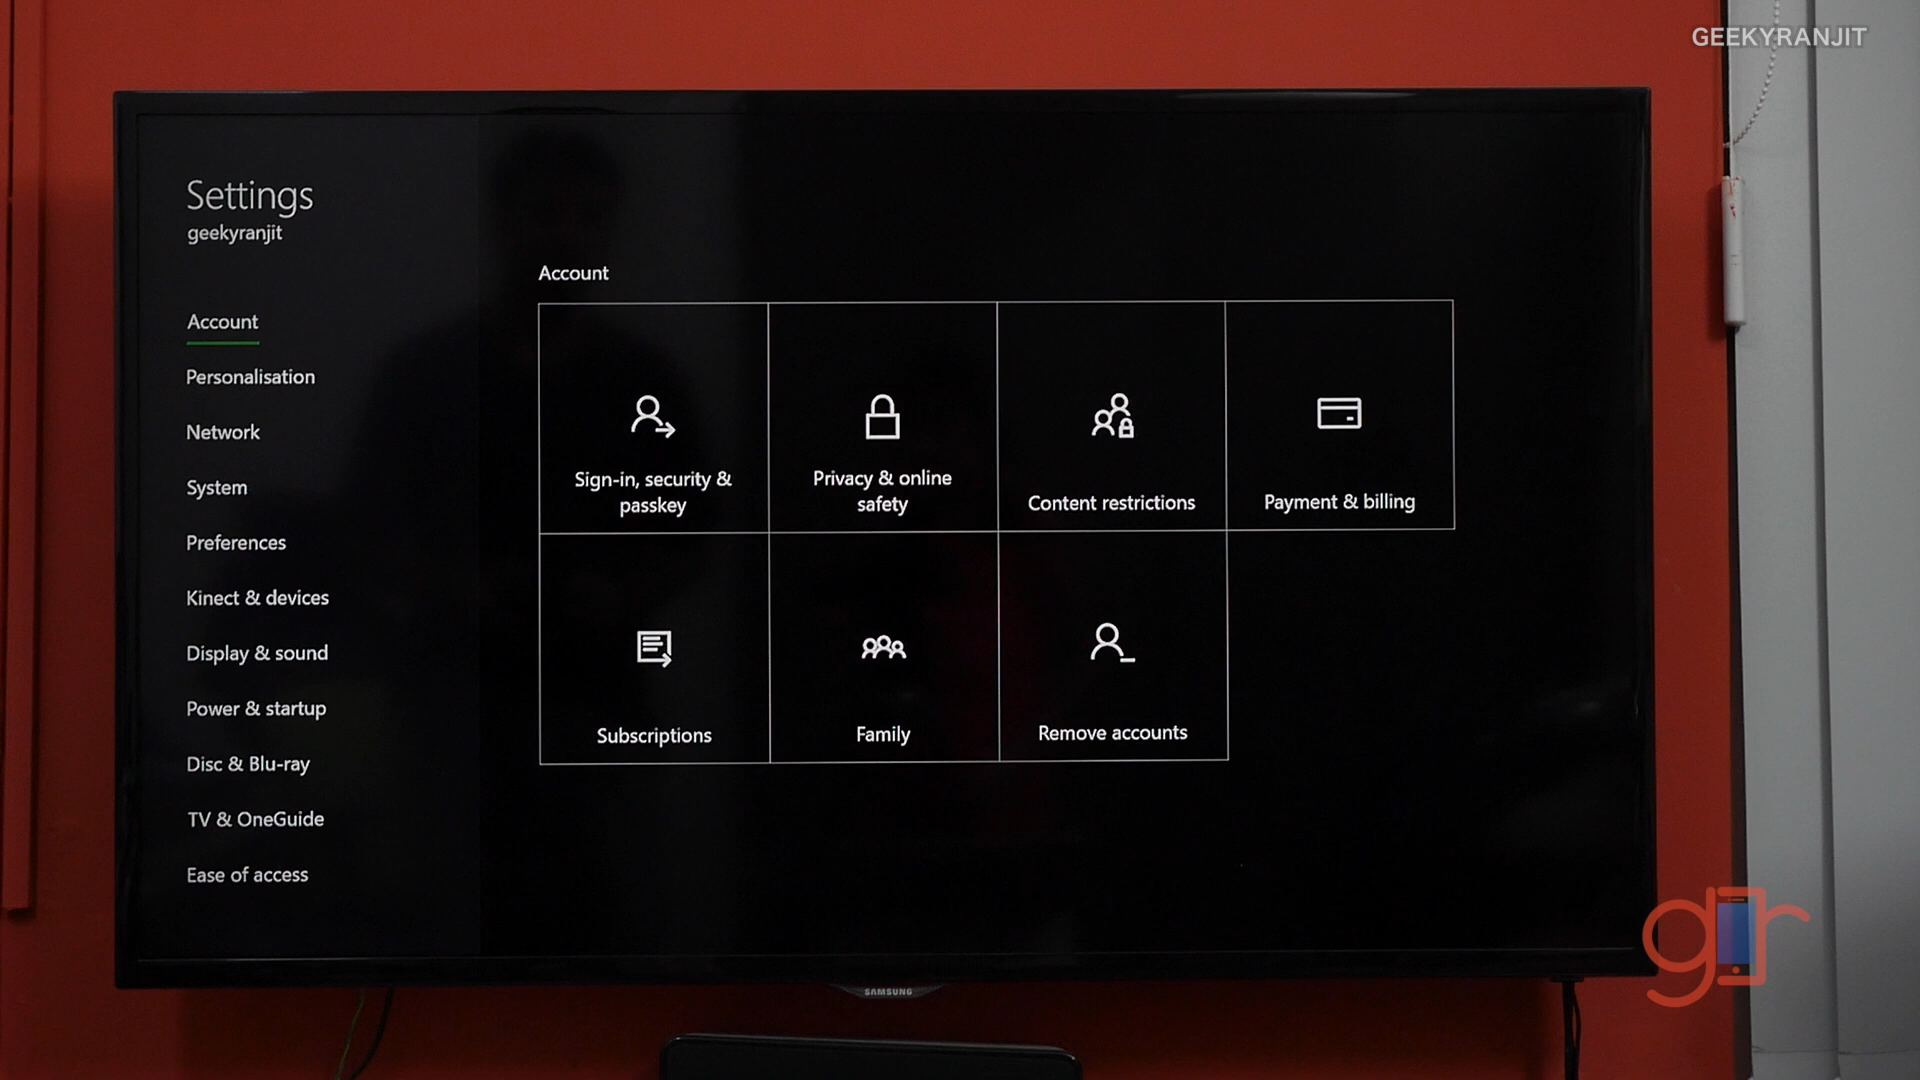 GEEKYRANJIT
Settings
geekyranjit
Account
Personalisation
Network
System
Preferences
Kinect & devices
Display & sound
Power & startup
Disc & Blu-ray
TV & OneGuide
Ease of access
Account
Sign-in, security &
passkey
Privacy & online
safety
Content restrictions
Payment & billing
Subscriptions
Family
Remove accounts
SAMSUNG
gr